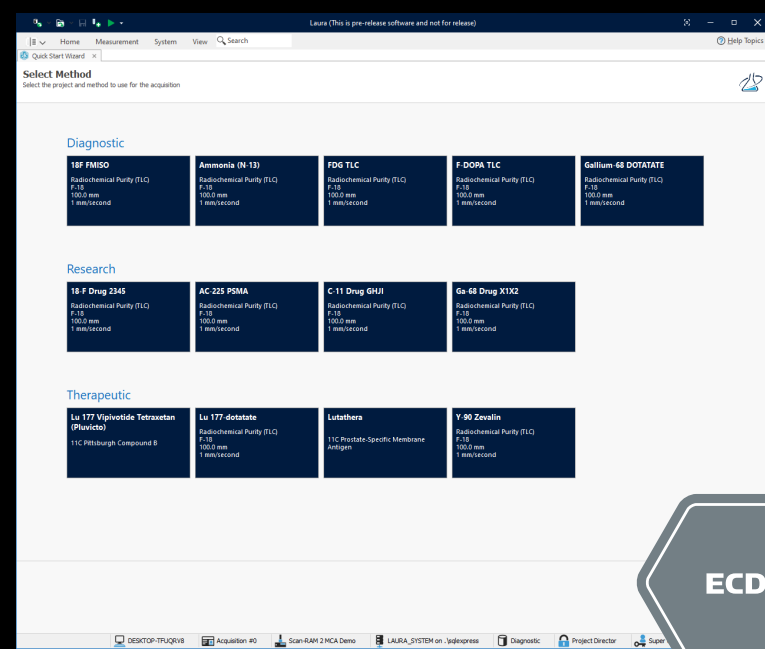 Laura (This is pre-release software and not for release)
Home Measurement System View Search Help Topics
Quick Start Wizard
Select Method
Select the project and method to use for the acquisition
Diagnostic
18F FMISO
Radiochemical Purity (TLC)
F-18
100.0 mm
1 mm/second
Ammonia (N-13)
Radiochemical Purity (TLC)
F-18
100.0 mm
1 mm/second
FDG TLC
Radiochemical Purity (TLC)
F-18
100.0 mm
1 mm/second
F-DOPA TLC
Radiochemical Purity (TLC)
F-18
100.0 mm
1 mm/second
Gallium-68 DOTATATE
Radiochemical Purity (TLC)
F-18
100.0 mm
1 mm/second
Research
18-F Drug 2345
Radiochemical Purity (TLC)
F-18
100.0 mm
1 mm/second
AC-225 PSMA
Radiochemical Purity (TLC)
F-18
100.0 mm
1 mm/second
C-11 Drug GHJI
Radiochemical Purity (TLC)
F-18
100.0 mm
1 mm/second
Ga-68 Drug X1X2
Radiochemical Purity (TLC)
F-18
100.0 mm
1 mm/second
Therapeutic
Lu 177 Vipivotide Tetraxetan
(Pluvicto)
11C Pittsburgh Compound B
Lu 177-dotatate
Radiochemical Purity (TLC)
F-18
100.0 mm
1 mm/second
Lutathera
11C Prostate-Specific Membrane
Antigen
Y-90 Zevalin
Radiochemical Purity (TLC)
F-18
100.0 mm
1 mm/second
ECD
DESKTOP-TFUQRV8 Acquisition #0 Scan-RAM 2 MCA Demo LAURA_SYSTEM on .\sqlexpress Diagnostic Project Director Super